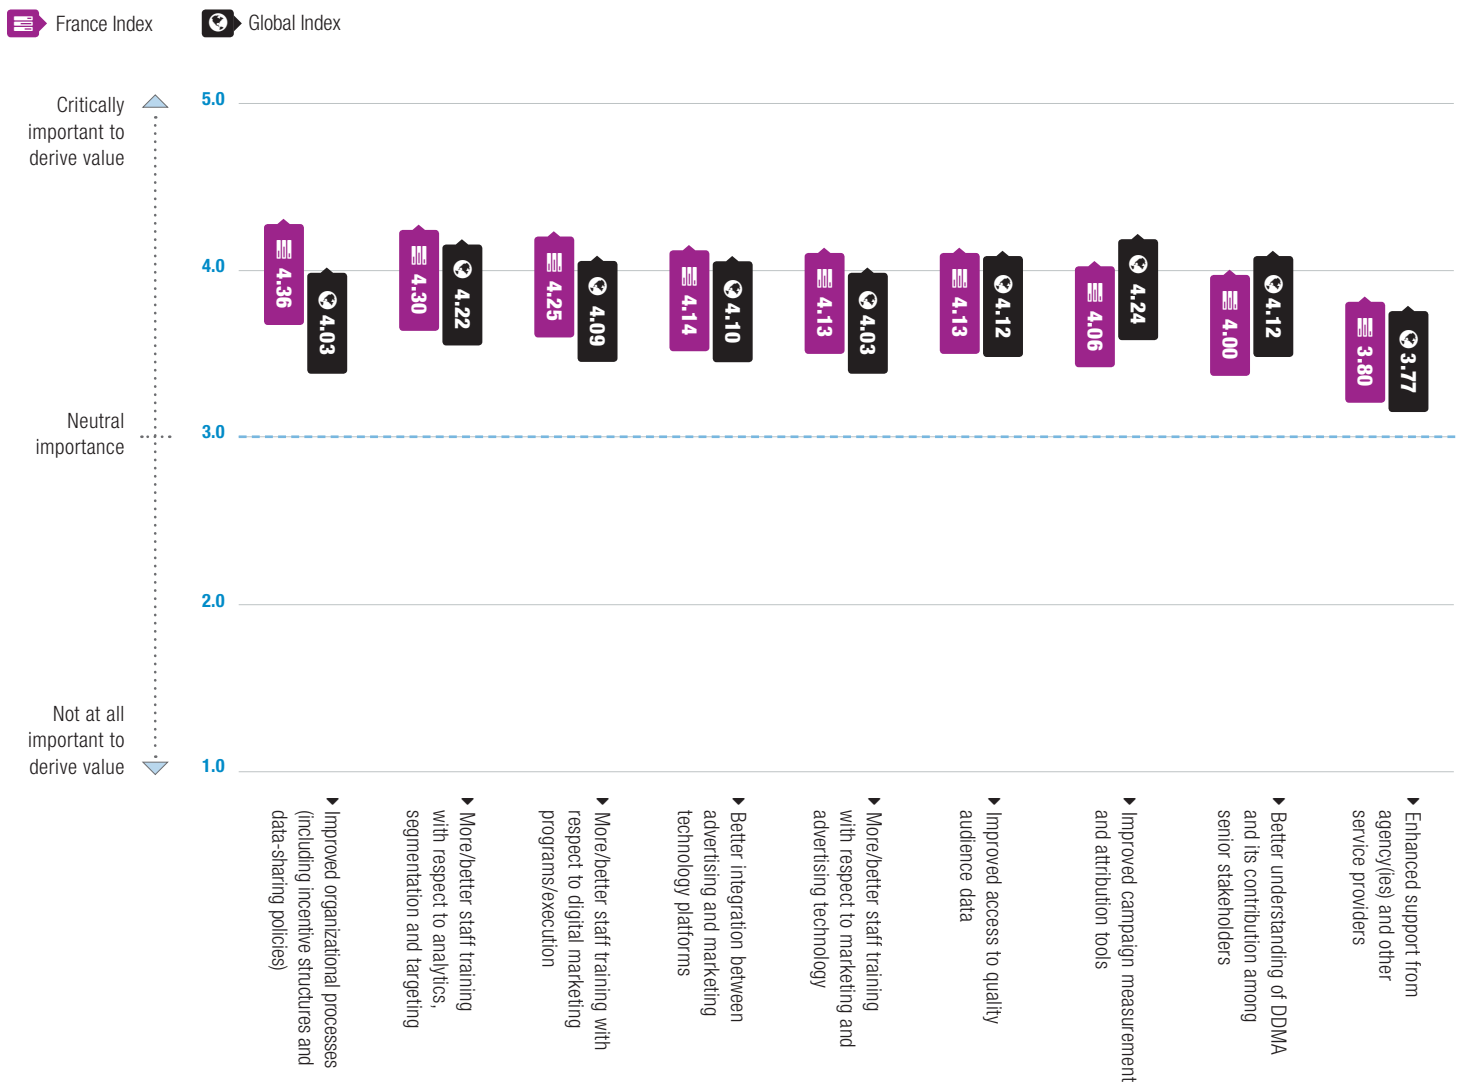 France Index
Global Index
Critically
important to
derive value
Neutral
importance
Not at all
important to
derive value
5.0
4.0
3.0
2.0
1.0
4.36
4.03
4.30
4.22
4.25
4.09
4.14
4.10
4.13
4.03
4.13
4.12
4.06
4.24
4.00
4.12
3.80
3.77
Improved organizational processes
(including incentive structures and
data-sharing policies)
More/better staff training
with respect to analytics,
segmentation and targeting
More/better staff training with
respect to digital marketing
programs/execution
Better integration between
advertising and marketing
technology platforms
More/better staff training
with respect to marketing and
advertising technology
Improved access to quality
audience data
Improved campaign measurement
and attribution tools
Better understanding of DDMA
and its contribution among
senior stakeholders
Enhanced support from
agency(ies) and other
service providers